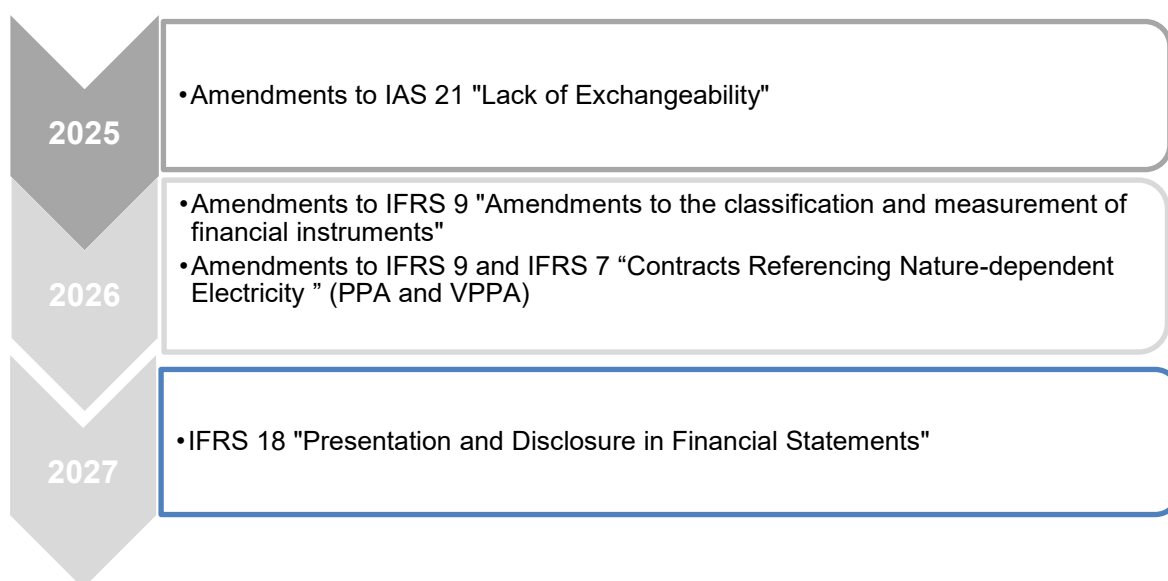 2025
•Amendments to IAS 21 "Lack of Exchangeability"
2026
•Amendments to IFRS 9 "Amendments to the classification and measurement of
financial instruments"
•Amendments to IFRS 9 and IFRS 7 “Contracts Referencing Nature-dependent
Electricity ” (PPA and VPPA)
2027
•IFRS 18 "Presentation and Disclosure in Financial Statements"